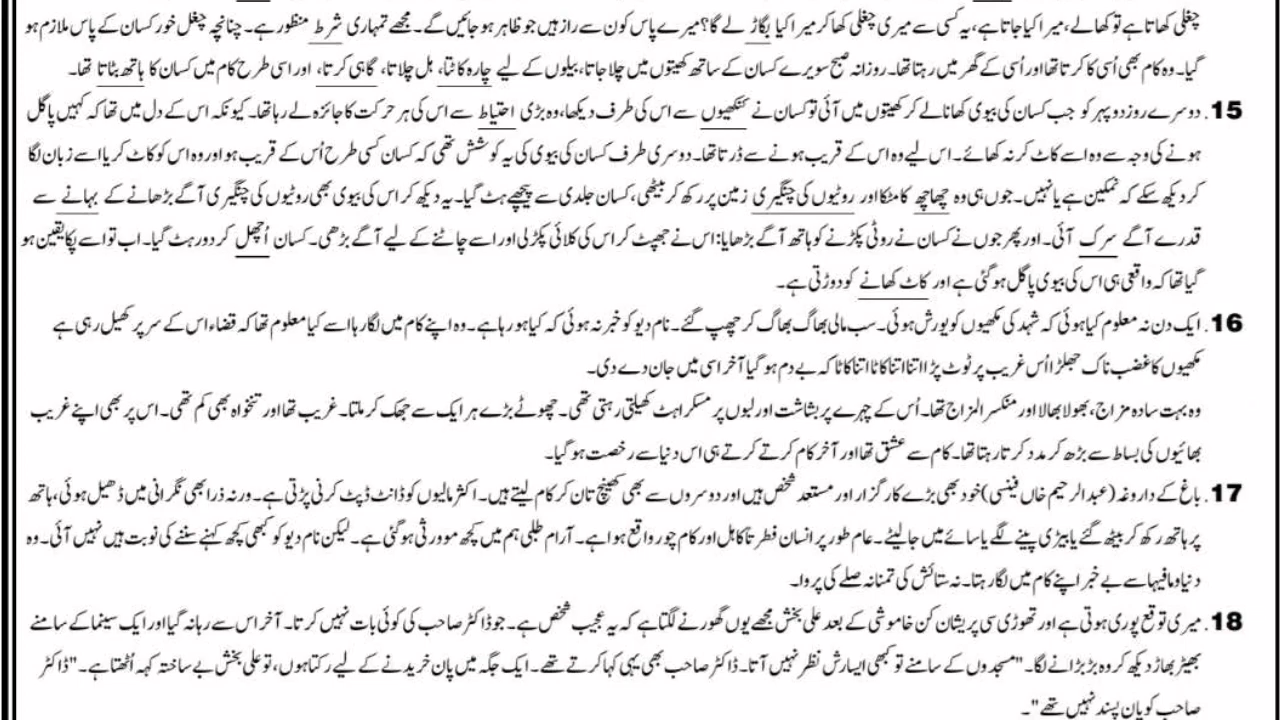 چغلی کھاتا ہے تو کھالے، میرا کیا جاتا ہے، یہ کسی سے میری چغلی کھا کر میرا کیا بگاڑ لے گا؟ میرے پاس کون سے راز ہیں جو ظاہر ہو جائیں گے۔ مجھے تمہاری شرط منظور ہے۔ چنانچہ چغل خور کسان کے پاس ملازم ہو
گیا۔ وہ کام بھی اُسی کا کرتا تھا اور اُسی کے گھر میں رہتا تھا۔ روزانہ صبح سویرے کسان کے ساتھ کھیتوں میں چلا جاتا، بیلوں کے لیے چارہ کاٹتا، ہل چلاتا، گاہی کرتا، اور اسی طرح کام میں کسان کا ہاتھ بٹاتا تھا۔
15. دوسرے روز دوپہر کو جب کسان کی بیوی کھانا لے کر کھیتوں میں آئی تو کسان نے کنکھیوں سے اس کی طرف دیکھا، وہ بڑی احتیاط سے اس کی ہر حرکت کا جائزہ لے رہا تھا۔ کیونکہ اس کے دل میں تھا کہ کہیں پاگل
ہونے کی وجہ سے وہ اسے کاٹ کر نہ کھائے۔ اس لیے وہ اس کے قریب ہونے سے ڈرتا تھا۔ دوسری طرف کسان کی بیوی کی یہ کوشش تھی کہ کسان کسی طرح اُس کے قریب ہو اور وہ اس کو کاٹ کر یا اسے زبان لگا
کر دیکھ سکے کہ نمکین ہے یا نہیں۔ جوں ہی وہ چھاچھ کا مٹکا اور روٹیوں کی چنگیری زمین پر رکھ کر بیٹھی، کسان جلدی سے پیچھے ہٹ گیا۔ یہ دیکھ کر اس کی بیوی بھی روٹیوں کی چنگیری آگے بڑھانے کے بہانے سے
قدرے آگے سرک آئی۔ اور پھر جوں نے کسان نے روٹی پکڑنے کو ہاتھ آگے بڑھایا: اس نے جھپٹ کر اس کی کلائی پکڑلی اور اسے چاٹنے کے لیے آگے بڑھی۔ کسان اُچھل کر دور ہٹ گیا۔ اب تو اسے پکا یقین ہو
گیا تھا کہ واقعی ہی اس کی بیوی پاگل ہوگئی ہے اور کاٹ کھانے کو دوڑتی ہے۔
16. ایک دن نہ معلوم کیا ہوئی کہ شہد کی مکھیوں کو یورش ہوئی۔ سب مالی بھاگ بھاگ کر چھپ گئے۔ نام دیو کو خبر نہ ہوئی کہ کیا ہو رہا ہے۔ وہ اپنے کام میں لگا رہا اسے کیا معلوم تھا کہ قضاء اس کے سر پر کھیل رہی ہے
مکھیوں کا غضب ناک جھلڑا اُس غریب پر ٹوٹ پڑا اتنا اتنا کاٹا اتنا کاٹا کہ بے دم ہو گیا آخر اسی میں جان دے دی۔
وہ بہت سادہ مزاج، بھولا بھالا اور منکسر المزاج تھا۔ اُس کے چہرے پر بشاشت اور لبوں پر مسکراہٹ کھیلتی رہتی تھی۔ چھوٹے بڑے ہر ایک سے جھک کر ملتا۔ غریب تھا اور تنخواہ بھی کم تھی۔ اس پر بھی اپنے غریب
بھائیوں کی بساط سے بڑھ کر مدد کرتا رہتا تھا۔ کام سے عشق تھا اور آخر کام کرتے کرتے ہی اس دنیا سے رخصت ہو گیا۔
17. باغ کے داروغہ (عبدالرحیم خاں فینسی) خود بھی بڑے کار گزار اور مستعد شخص ہیں اور دوسروں سے بھی کھینچ تان کر کام لیتے ہیں۔ اکثر مالیوں کو ڈانٹ ڈپٹ کرنی پڑتی ہے۔ ورنہ ذرا بھی نگرانی میں ڈھیل ہوئی، ہاتھ
پر ہاتھ رکھ کر بیٹھ گئے یا بیڑی پینے لگے یا سائے میں جا لیٹے۔ عام طور پر انسان فطرتاً کاہل اور کام چور واقع ہوا ہے۔ آرام طلبی ہم میں کچھ موورثی ہوگئی ہے۔ لیکن نام دیو کو کبھی کچھ کہنے سننے کی نوبت ہیں نہیں آئی۔ وہ
دنیا و مافیہا سے بے خبر اپنے کام میں لگا رہتا۔ نہ ستائش کی تمنا نہ صلے کی پروا۔
18. میری توقع پوری ہوتی ہے اور تھوڑی سی پریشان کن خاموشی کے بعد علی بخش مجھے یوں گھورنے لگتا ہے کہ یہ عجیب شخص ہے۔ جو ڈاکٹر صاحب کی کوئی بات نہیں کرتا۔ آخر اس سے رہا نہ گیا اور ایک سینما کے سامنے
بھیڑ بھاڑ دیکھ کر وہ بڑبڑانے لگا۔ "مسجدوں کے سامنے تو کبھی ایسا رش نظر نہیں آتا۔ ڈاکٹر صاحب بھی یہی کہا کرتے تھے۔ ایک جگہ میں پان خریدنے کے لیے رکتا ہوں، تو علی بخش بے ساختہ کہہ اُٹھتا ہے۔ "ڈاکٹر
صاحب کو پان پسند نہیں تھے"۔